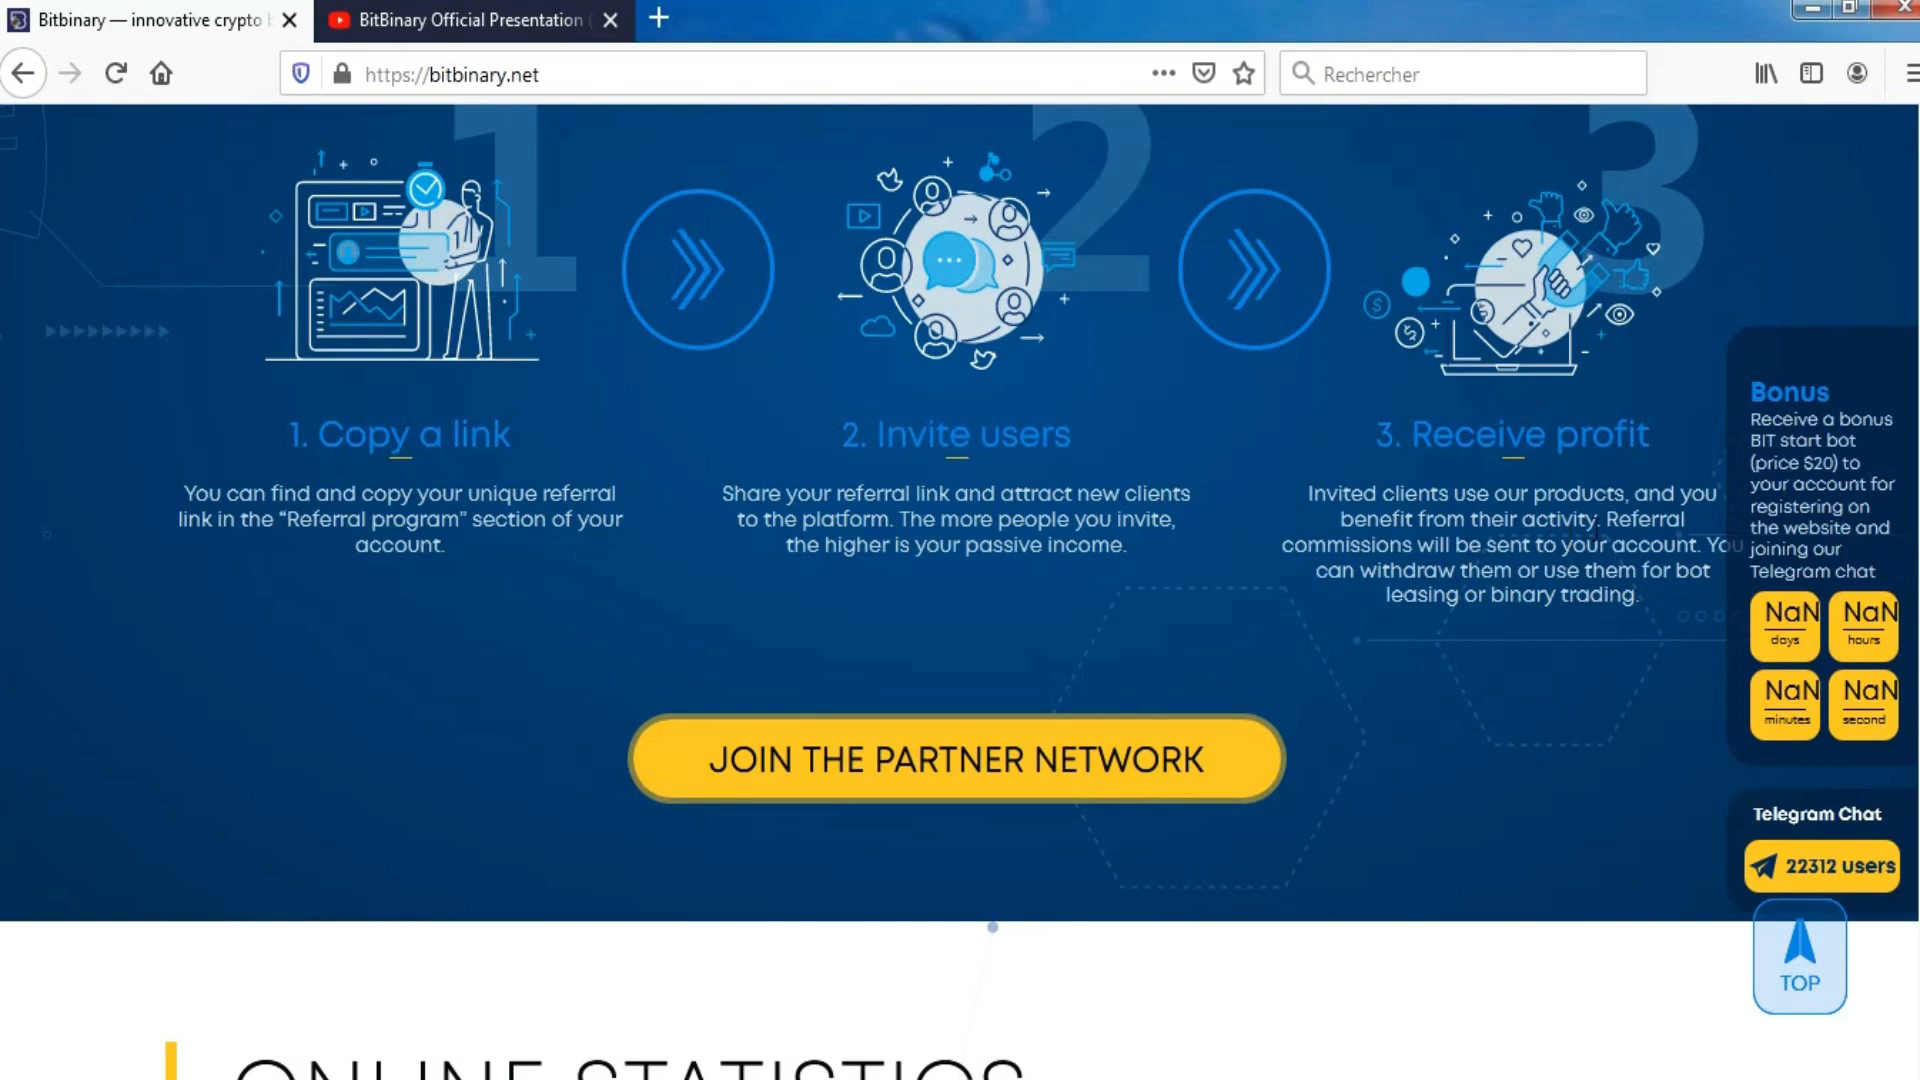 Bitbinary — innovative crypto b
BitBinary Official Presentation (
https://bitbinary.net
Rechercher
1
2
3
1. Copy a link
You can find and copy your unique referral
link in the “Referral program” section of your
account.
2. Invite users
Share your referral link and attract new clients
to the platform. The more people you invite,
the higher is your passive income.
3. Receive profit
Invited clients use our products, and you
benefit from their activity. Referral
commissions will be sent to your account. You
can withdraw them or use them for bot
leasing or binary trading.
JOIN THE PARTNER NETWORK
Bonus
Receive a bonus
BIT start bot
(price $20) to
your account for
registering on
the website and
joining our
Telegram chat
NaN NaN
days hours
NaN NaN
minutes second
Telegram Chat
22312 users
TOP
ONLINE STATISTICS